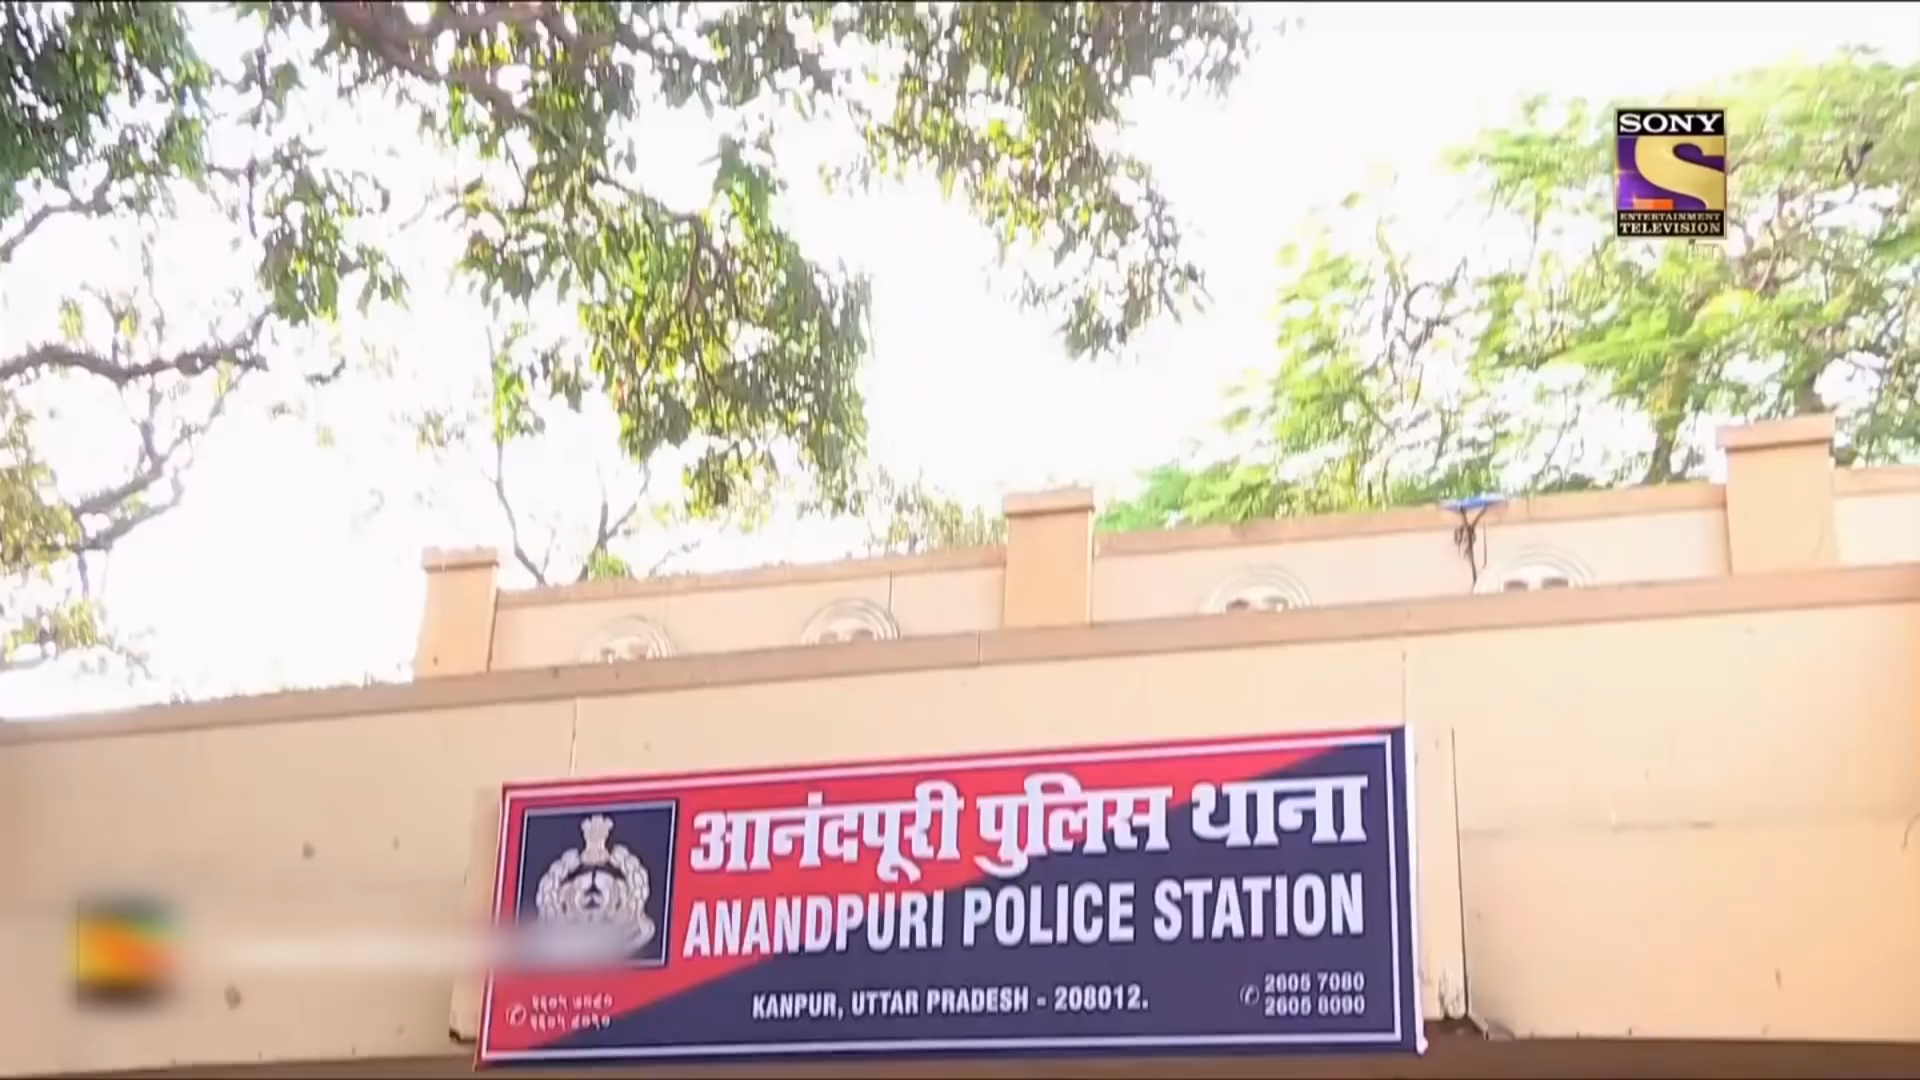 SONY
ENTERTAINMENT
TELEVISION
आनंदपूरी पुलिस थाना
ANANDPURI POLICE STATION
KANPUR, UTTAR PRADESH - 208012.
2605 7080
2605 8090